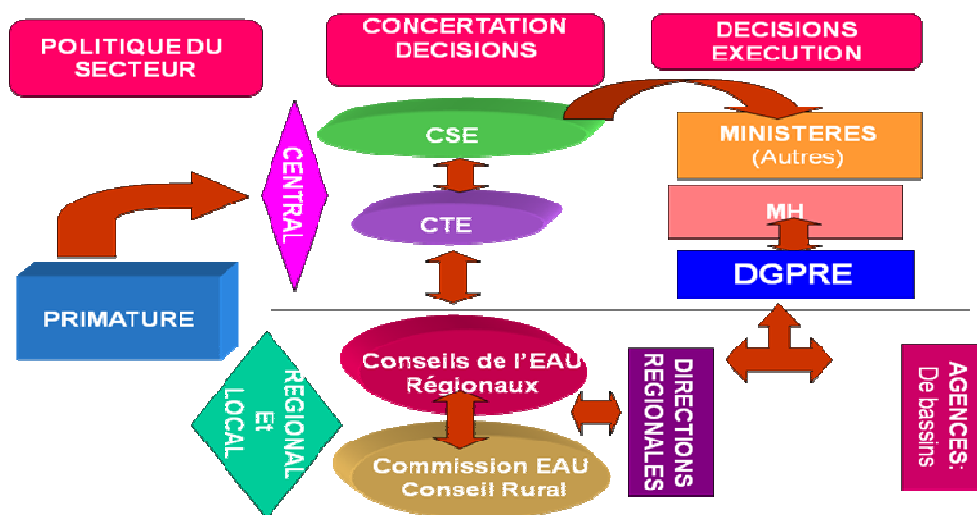 POLITIQUE DU
SECTEUR
CONCERTATION
DECISIONS
DECISIONS
EXECUTION
CENTRAL
CSE
MINISTERES
(Autres)
CTE
MH
DGPRE
PRIMATURE
REGIONAL
Et
LOCAL
Conseils de l'EAU
Régionaux
DIRECTIONS
REGIONALES
AGENCES:
De bassins
Commission EAU
Conseil Rural